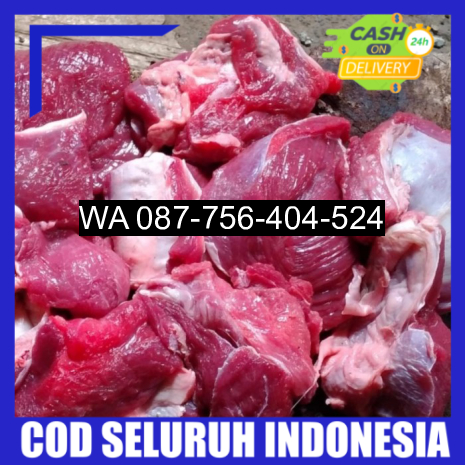 CASH
ON
DELIVERY
24h
WA 087-756-404-524
COD SELURUH INDONESIA